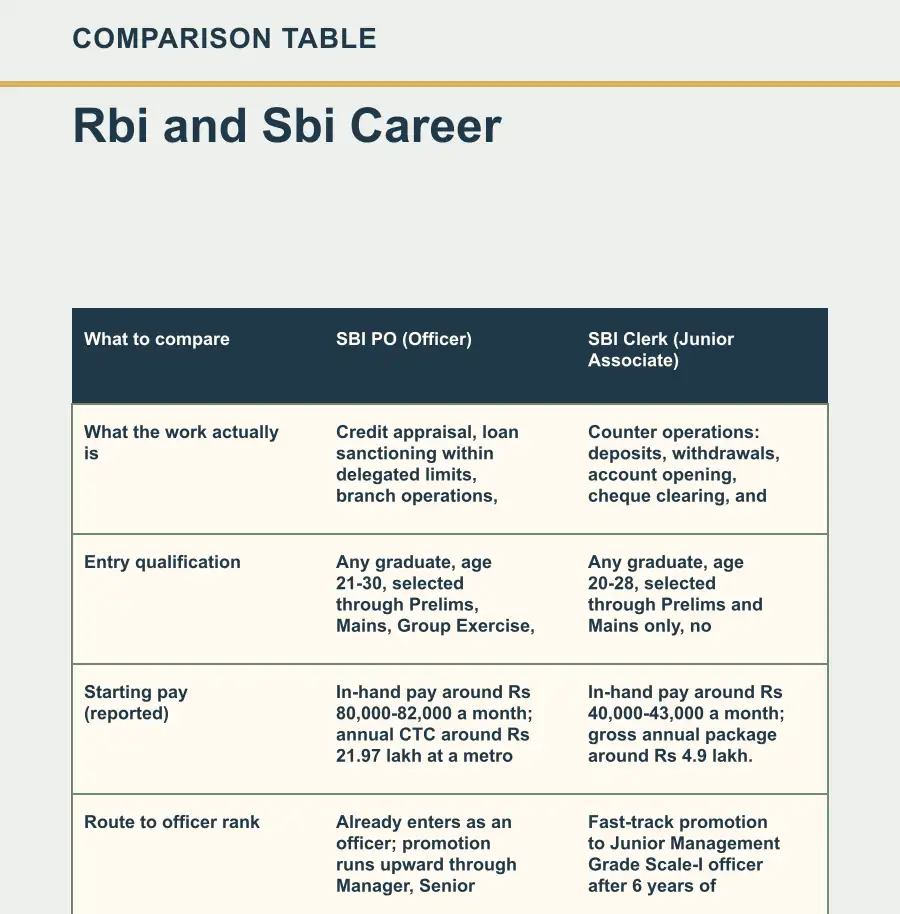 COMPARISON TABLE
Rbi and Sbi Career
What to compare
SBI PO (Officer)
SBI Clerk (Junior
Associate)
What the work actually
is
Credit appraisal, loan
sanctioning within
delegated limits,
branch operations,
Counter operations:
deposits, withdrawals,
account opening,
cheque clearing, and
Entry qualification
Any graduate, age
21-30, selected
through Prelims,
Mains, Group Exercise,
Any graduate, age
20-28, selected
through Prelims and
Mains only, no
Starting pay
(reported)
In-hand pay around Rs
80,000-82,000 a month;
annual CTC around Rs
21.97 lakh at a metro
In-hand pay around Rs
40,000-43,000 a month;
gross annual package
around Rs 4.9 lakh.
Route to officer rank
Already enters as an
officer; promotion
runs upward through
Manager, Senior
Fast-track promotion
to Junior Management
Grade Scale-I officer
after 6 years of